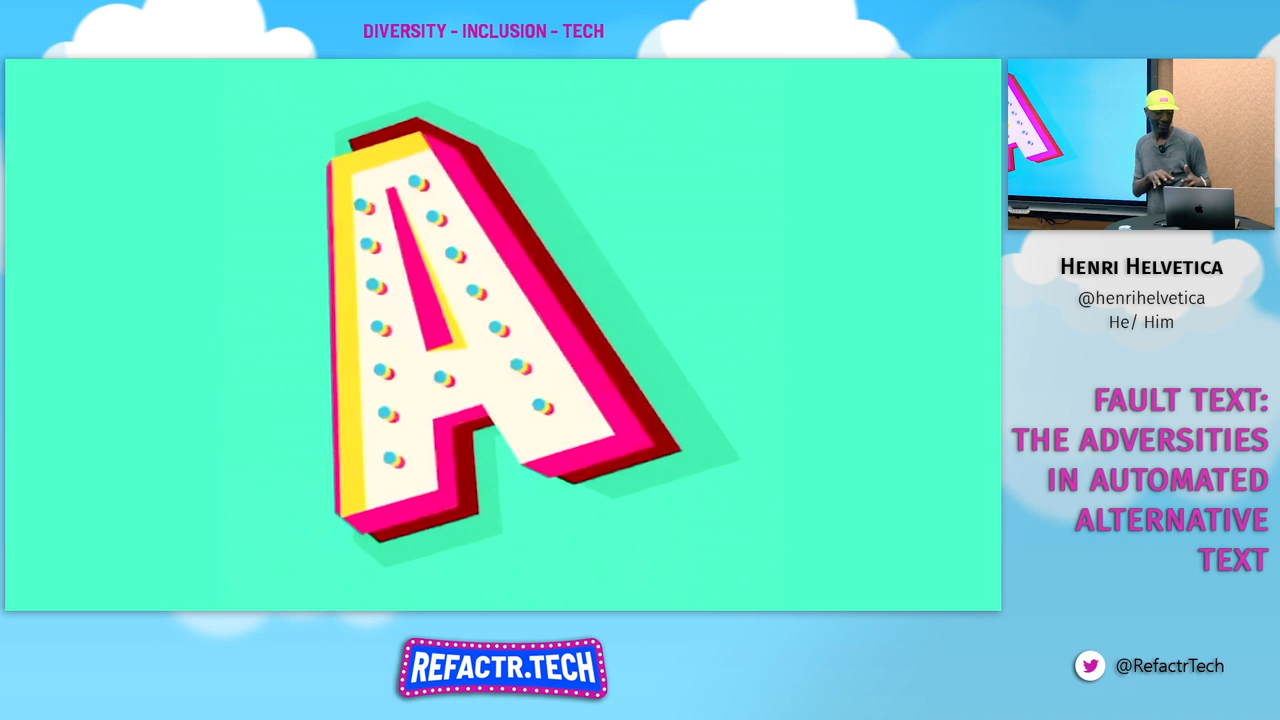 DIVERSITY - INCLUSION - TECH
A
A
HENRI HELVETICA
@henrihelvetica
He/ Him
FAULT TEXT:
THE ADVERSITIES
IN AUTOMATED
ALTERNATIVE
TEXT
REFACTR.TECH
@RefactrTech